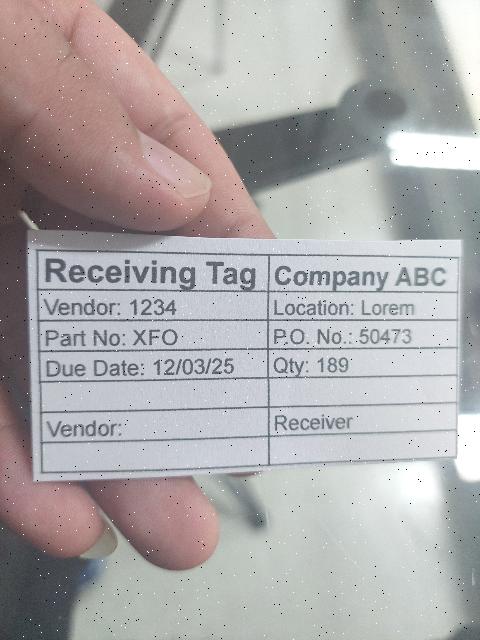 Receiving Tag Company ABC
Vendor: 1234 Location: Lorem
Part No: XFO P.O. No.: 50473
Due Date: 12/03/25 Qty: 189
Vendor: Receiver